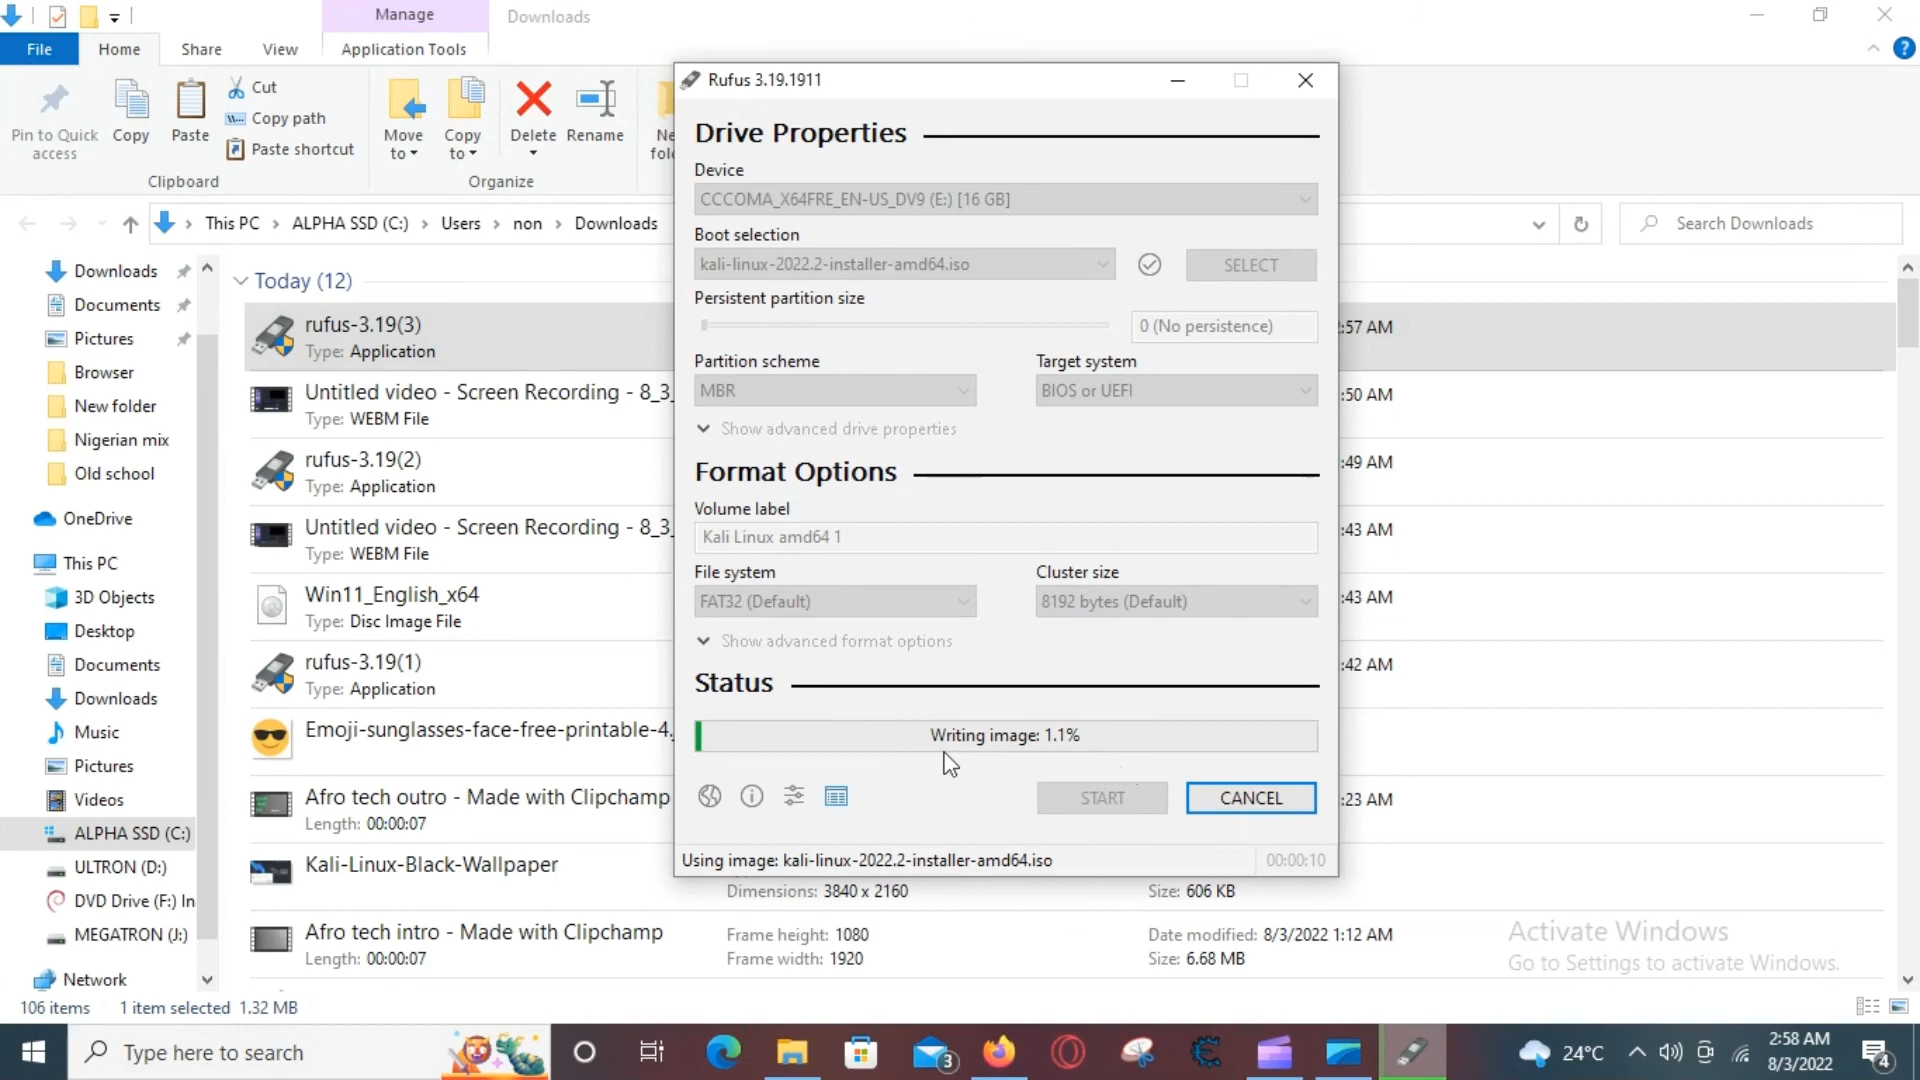 Manage
Downloads
File
Home
Share
View
Application Tools
Pin to Quick
access
Copy
Paste
Cut
Copy path
Paste shortcut
Clipboard
Move
to
Copy
to
Delete
Rename
Organize
This PC
ALPHA SSD (C:)
Users
non
Downloads
Search Downloads
Downloads
Documents
Pictures
Browser
New folder
Nigerian mix
Old school
OneDrive
This PC
3D Objects
Desktop
Documents
Downloads
Music
Pictures
Videos
ALPHA SSD (C:)
ULTRON (D:)
DVD Drive (F:) In
MEGATRON (J:)
Network
Today (12)
rufus-3.19(3)
Type: Application
:57 AM
Untitled video - Screen Recording - 8_3_
Type: WEBM File
:50 AM
rufus-3.19(2)
Type: Application
:49 AM
Untitled video - Screen Recording - 8_3_
Type: WEBM File
:43 AM
Win11_English_x64
Type: Disc Image File
:43 AM
rufus-3.19(1)
Type: Application
:42 AM
Emoji-sunglasses-face-free-printable-4.
Afro tech outro - Made with Clipchamp
Length: 00:00:07
:23 AM
Kali-Linux-Black-Wallpaper
Dimensions: 3840 x 2160
Size: 606 KB
Afro tech intro - Made with Clipchamp
Length: 00:00:07
Frame height: 1080
Frame width: 1920
Date modified: 8/3/2022 1:12 AM
Size: 6.68 MB
Rufus 3.19.1911
Drive Properties
Device
CCCOMA_X64FRE_EN-US_DV9 (E:) [16 GB]
Boot selection
kali-linux-2022.2-installer-amd64.iso
SELECT
Persistent partition size
0 (No persistence)
Partition scheme
Target system
MBR
BIOS or UEFI
Show advanced drive properties
Format Options
Volume label
Kali Linux amd64 1
File system
Cluster size
FAT32 (Default)
8192 bytes (Default)
Show advanced format options
Status
Writing image: 1.1%
START
CANCEL
Using image: kali-linux-2022.2-installer-amd64.iso
00:00:10
Activate Windows
Go to Settings to activate Windows.
106 items
1 item selected 1.32 MB
Type here to search
3
24°C
2:58 AM
8/3/2022
4